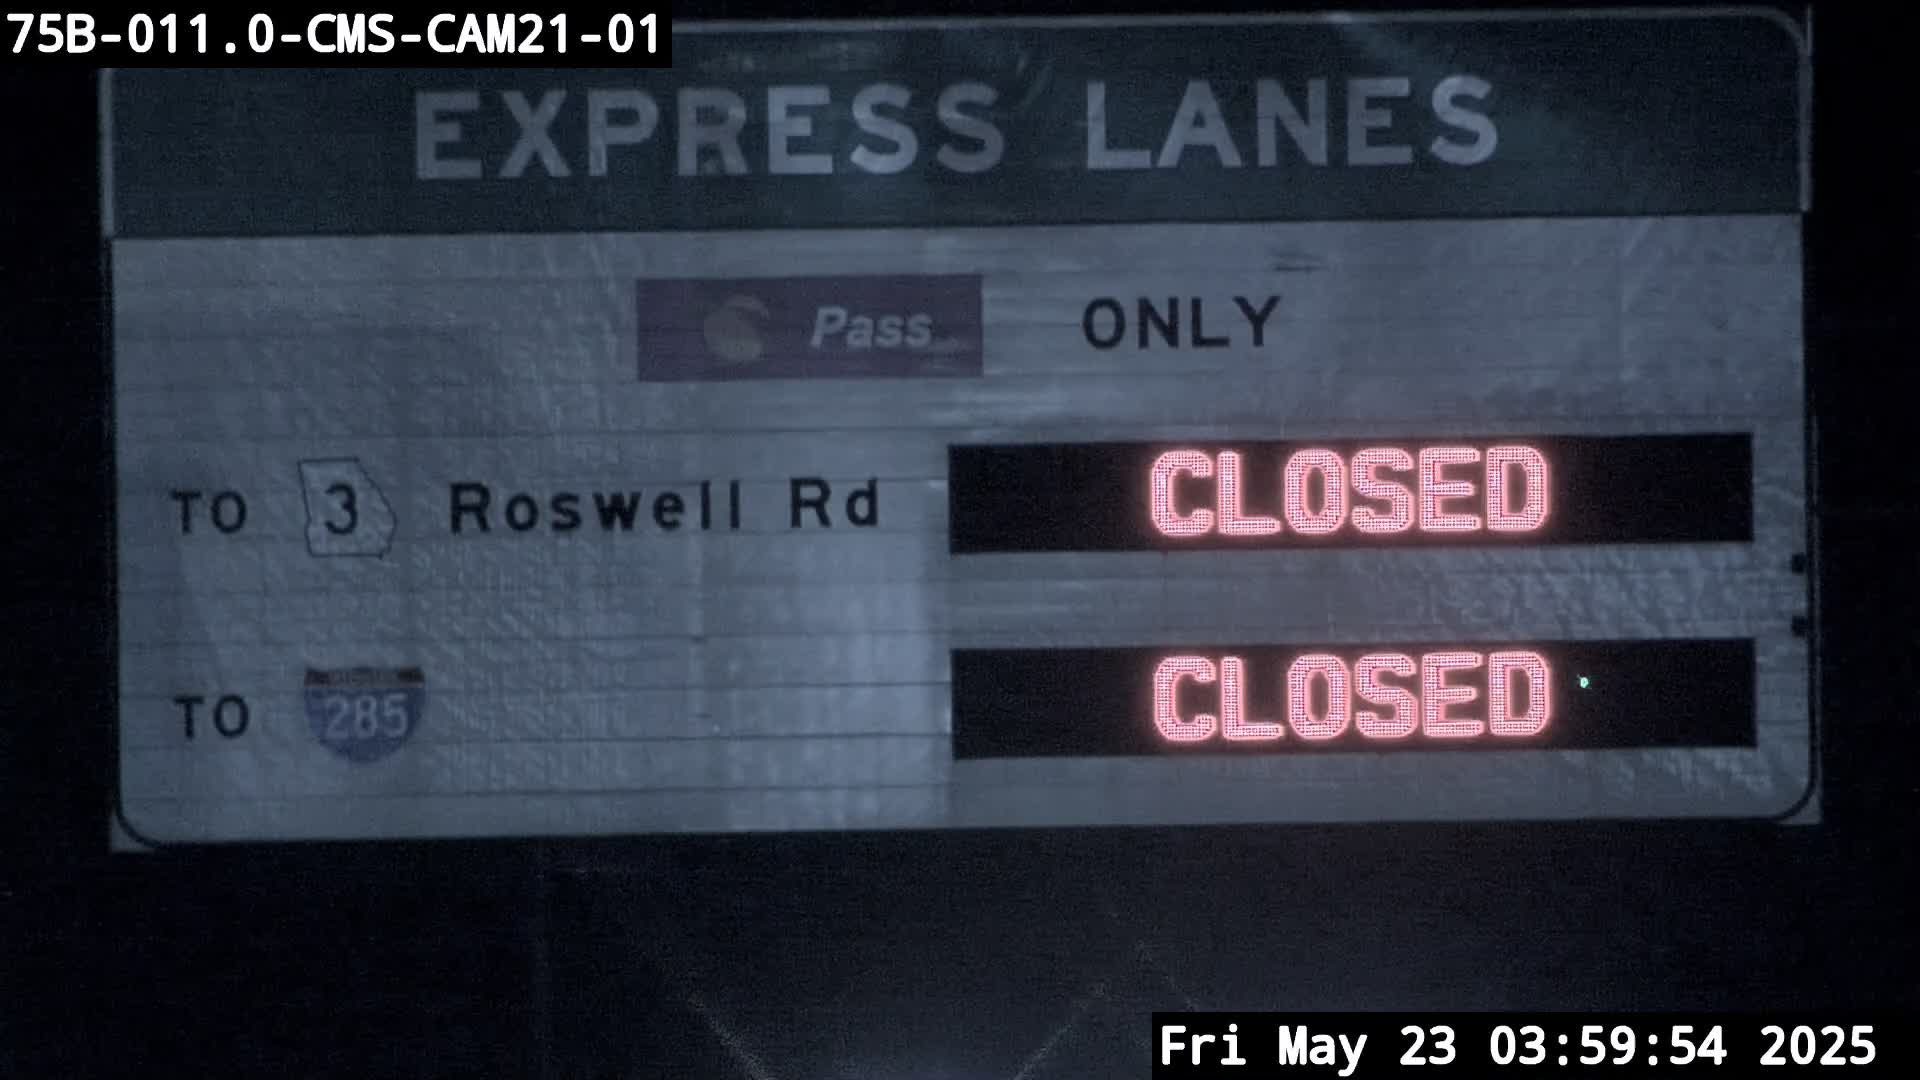 75B-011.0-CMS-CAM21-01
EXPRESS LANES
Pass ONLY
TO 3 Roswell Rd CLOSED
TO 285 CLOSED
Fri May 23 03:59:54 2025